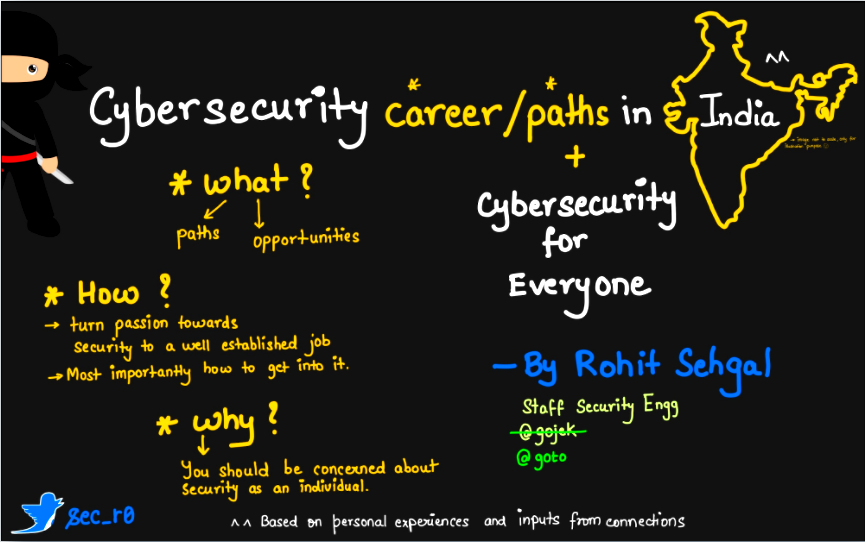 ^^
Cybersecurity career/paths in India
+
Cybersecurity
for
Everyone
* what ?
paths
opportunities
* How ?
→ turn passion towards
security to a well established job
→ Most importantly how to get into it.
* why ?
You should be concerned about
security as an individual.
— By Rohit Sehgal
Staff Security Engg
@gojek
@goto
sec_r0
^^ Based on personal experiences and inputs from connections